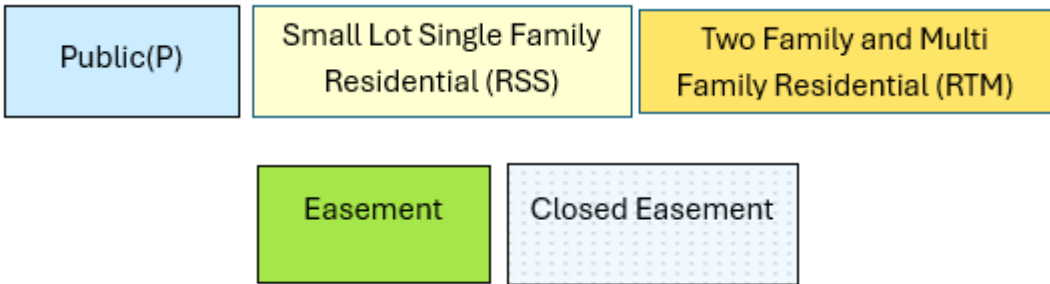 Public(P)
Small Lot Single Family
Residential (RSS)
Two Family and Multi
Family Residential (RTM)
Easement
Closed Easement